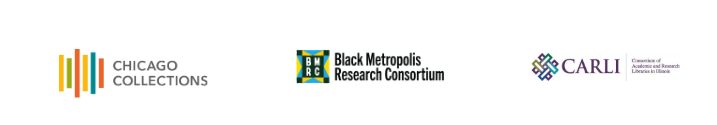 CHICAGO
COLLECTIONS
BM
RC
Black Metropolis
Research Consortium
CARLI
Consortium of
Academic and Research
Libraries in Illinois